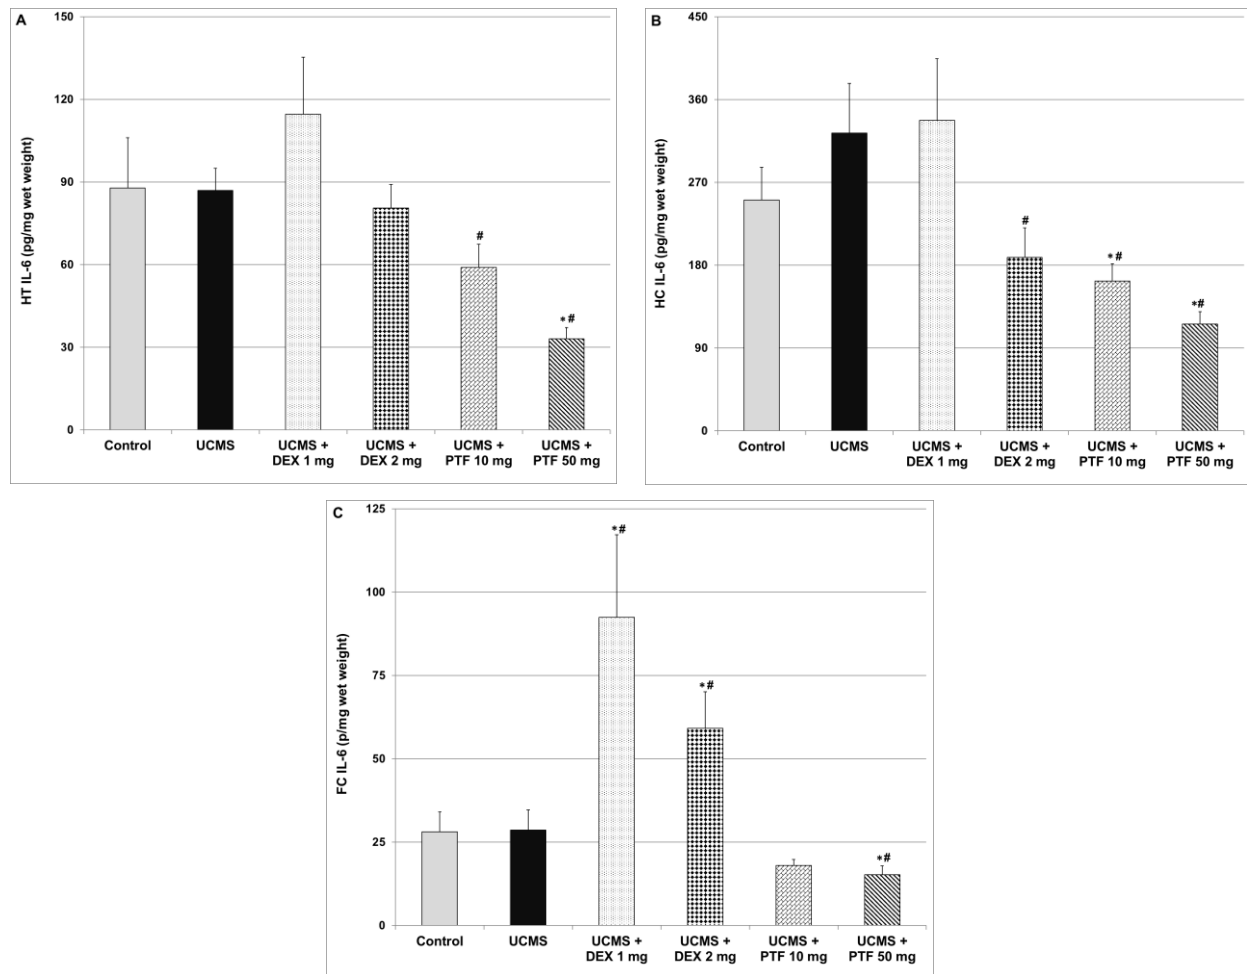 A
HT IL-6 (pg/mg wet weight)
150
120
90
60
30
0
#
*#
Control
UCMS
UCMS +
DEX 1 mg
UCMS +
DEX 2 mg
UCMS +
PTF 10 mg
UCMS +
PTF 50 mg
B
HC IL-6 (pg/mg wet weight)
450
360
270
180
90
0
#
*#
*#
Control
UCMS
UCMS +
DEX 1 mg
UCMS +
DEX 2 mg
UCMS +
PTF 10 mg
UCMS +
PTF 50 mg
C
FC IL-6 (p/mg wet weight)
125
100
75
50
25
0
*#
*#
*#
Control
UCMS
UCMS +
DEX 1 mg
UCMS +
DEX 2 mg
UCMS +
PTF 10 mg
UCMS +
PTF 50 mg